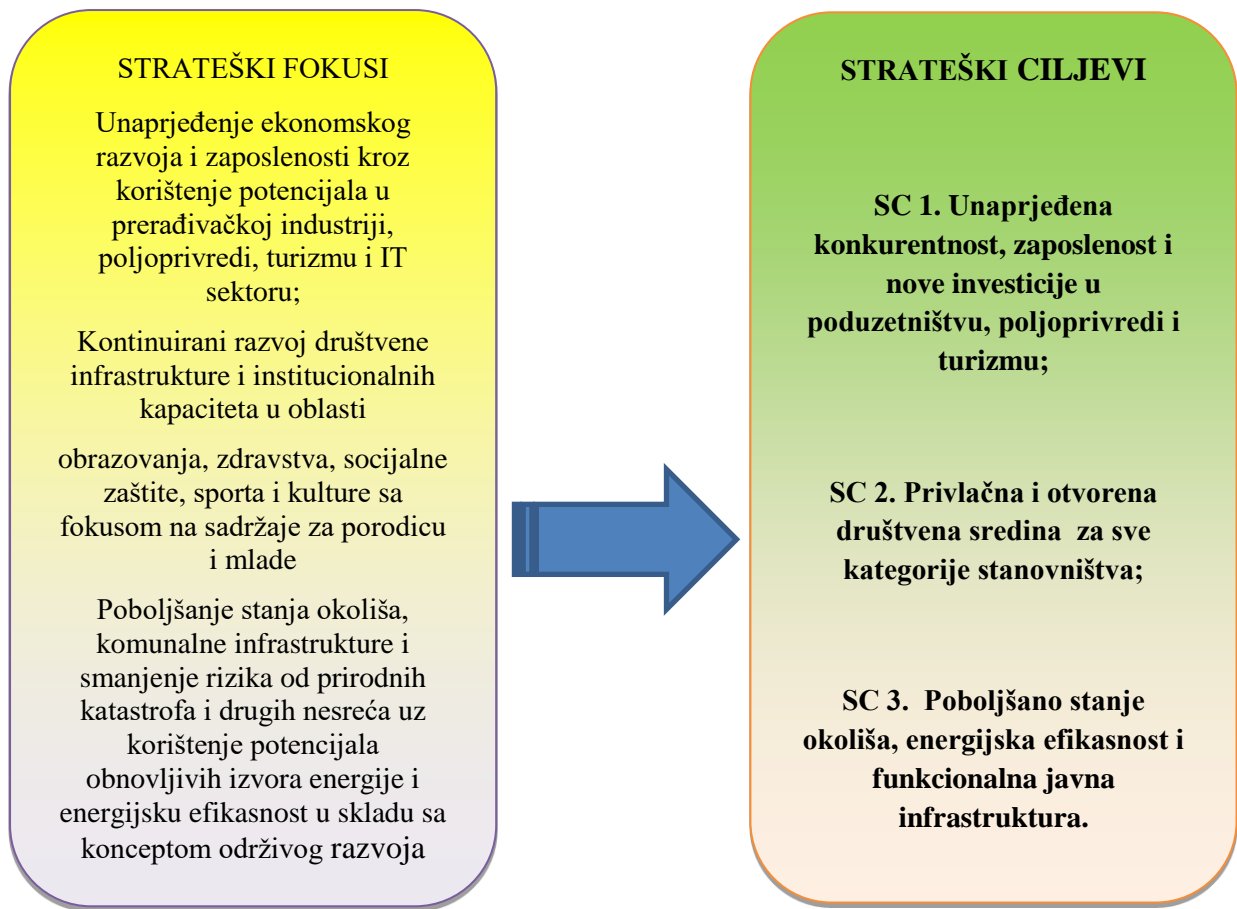 STRATEŠKI FOKUSI
Unaprjeđenje ekonomskog
razvoja i zaposlenosti kroz
korištenje potencijala u
prerađivačkoj industriji,
poljoprivredi, turizmu i IT
sektoru;
Kontinuirani razvoj društvene
infrastrukture i institucionalnih
kapaciteta u oblasti
obrazovanja, zdravstva, socijalne
zaštite, sporta i kulture sa
fokusom na sadržaje za porodicu
i mlade
Poboljšanje stanja okoliša,
komunalne infrastrukture i
smanjenje rizika od prirodnih
katastrofa i drugih nesreća uz
korištenje potencijala
obnovljivih izvora energije i
energijsku efikasnost u skladu sa
konceptom održivog razvoja
STRATEŠKI CILJEVI
SC 1. Unaprjeđena
konkurentnost, zaposlenost i
nove investicije u
poduzetništvu, poljoprivredi i
turizmu;
SC 2. Privlačna i otvorena
društvena sredina za sve
kategorije stanovništva;
SC 3. Poboljšano stanje
okoliša, energijska efikasnost i
funkcionalna javna
infrastruktura.